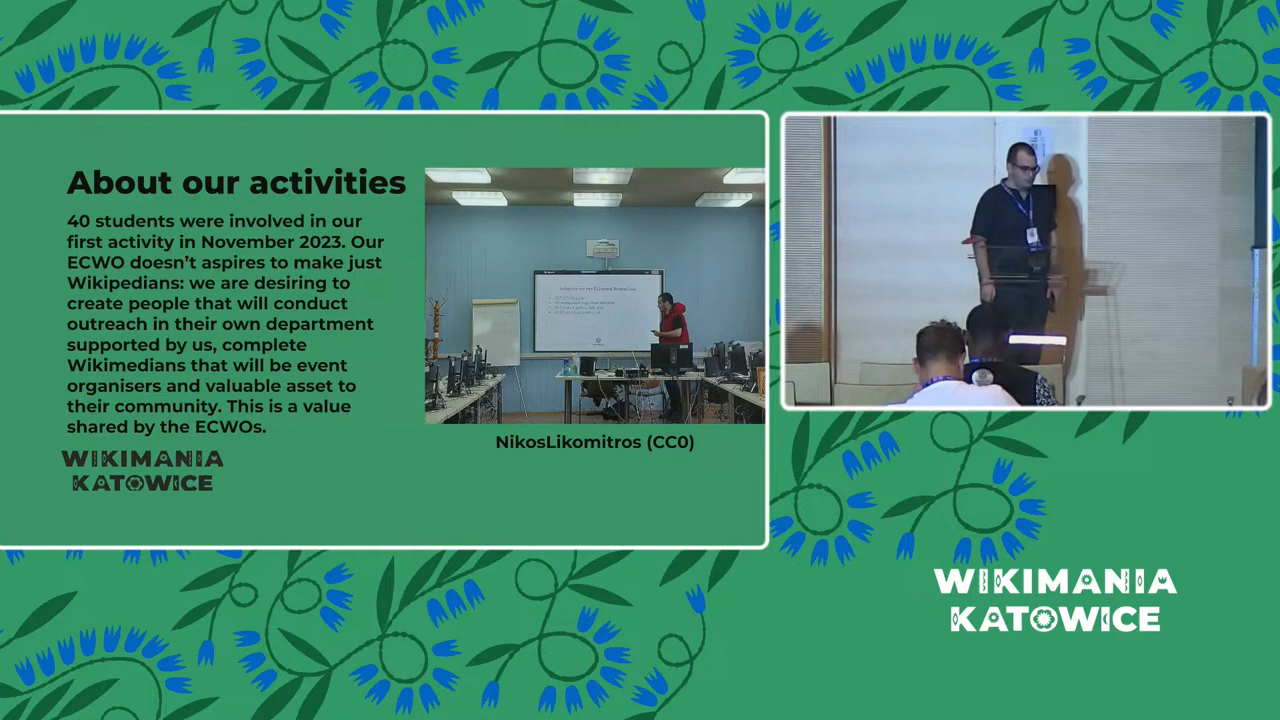 About our activities
40 students were involved in our
first activity in November 2023. Our
ECWO doesn't aspires to make just
Wikipedians: we are desiring to
create people that will conduct
outreach in their own department
supported by us, complete
Wikimedians that will be event
organisers and valuable asset to
their community. This is a value
shared by the ECWOs.
WIKIMANIA
KATOWICE
NikosLikomitros (CC0)
WIKIMANIA
KATOWICE